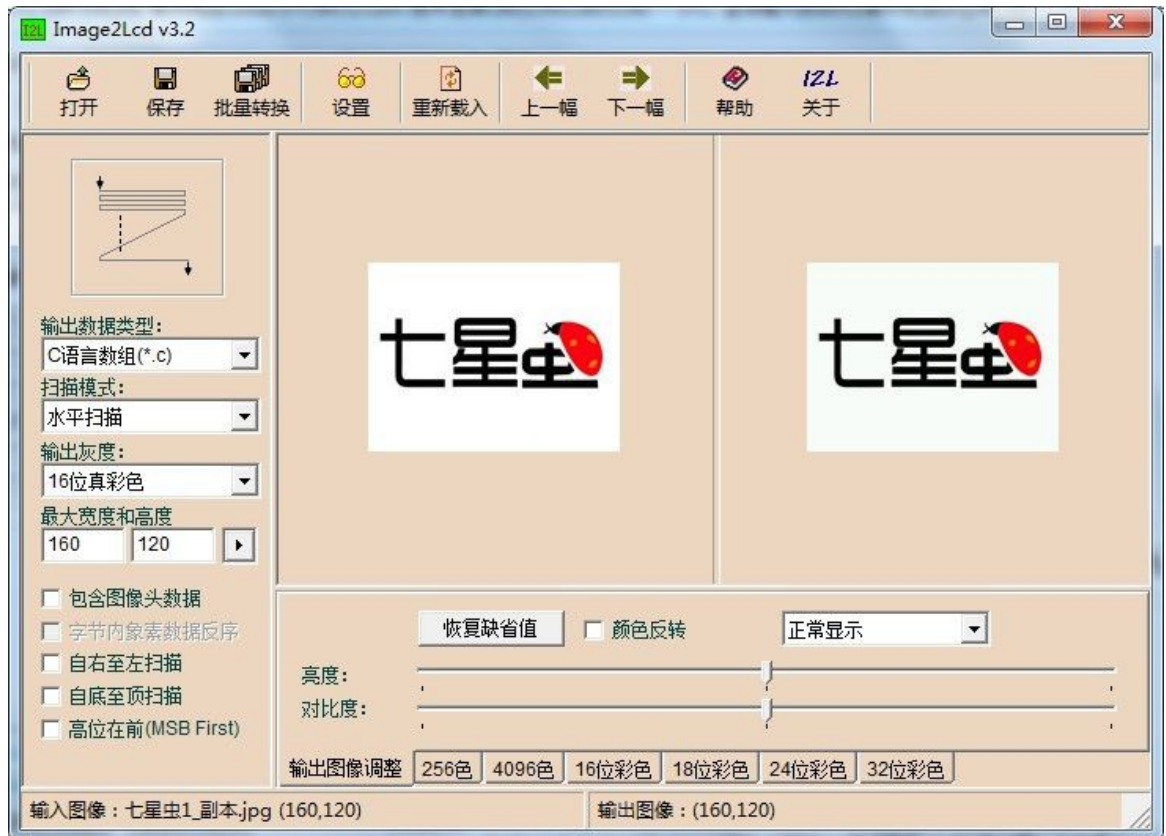 I2L Image2Lcd v3.2
打开 保存 批量转换 设置 重新载入 上一幅 下一幅 帮助 关于
I2L
输出数据类型:
C语言数组(*.c)
扫描模式:
水平扫描
输出灰度:
16位真彩色
最大宽度和高度
160 120
包含图像头数据
字节内象素数据反序
自右至左扫描
自底至顶扫描
高位在前(MSB First)
七星虫
七星虫
恢复缺省值 颜色反转 正常显示
亮度:
对比度:
输出图像调整 256色 4096色 16位彩色 18位彩色 24位彩色 32位彩色
输入图像:七星虫1_副本.jpg (160,120) 输出图像:(160,120)